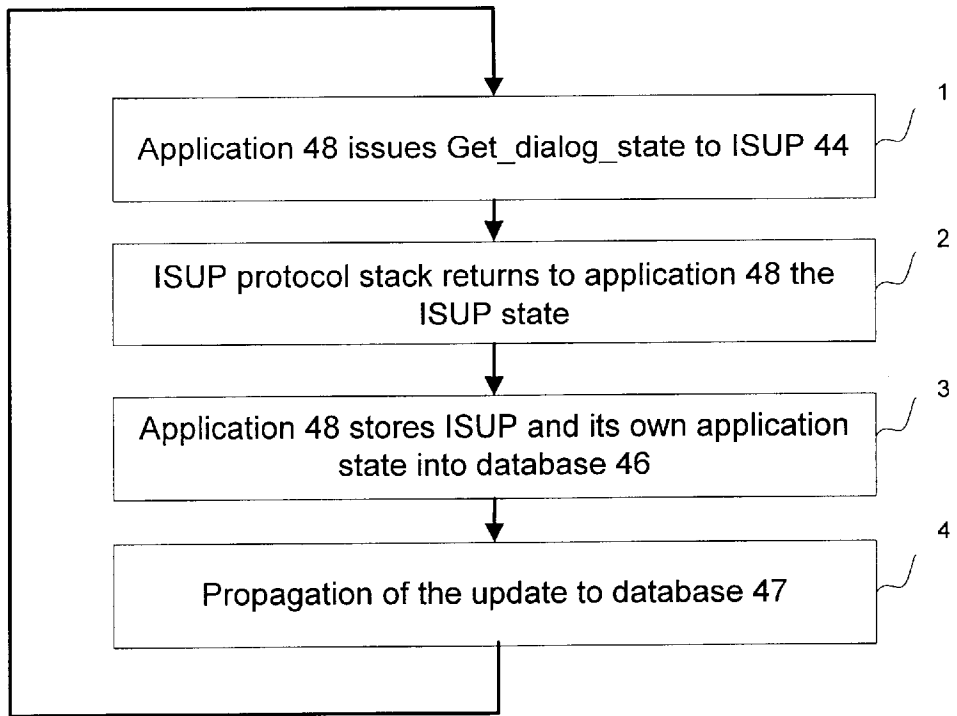 1
Application 48 issues Get_dialog_state to ISUP 44
2
ISUP protocol stack returns to application 48 the
ISUP state
3
Application 48 stores ISUP and its own application
state into database 46
4
Propagation of the update to database 47